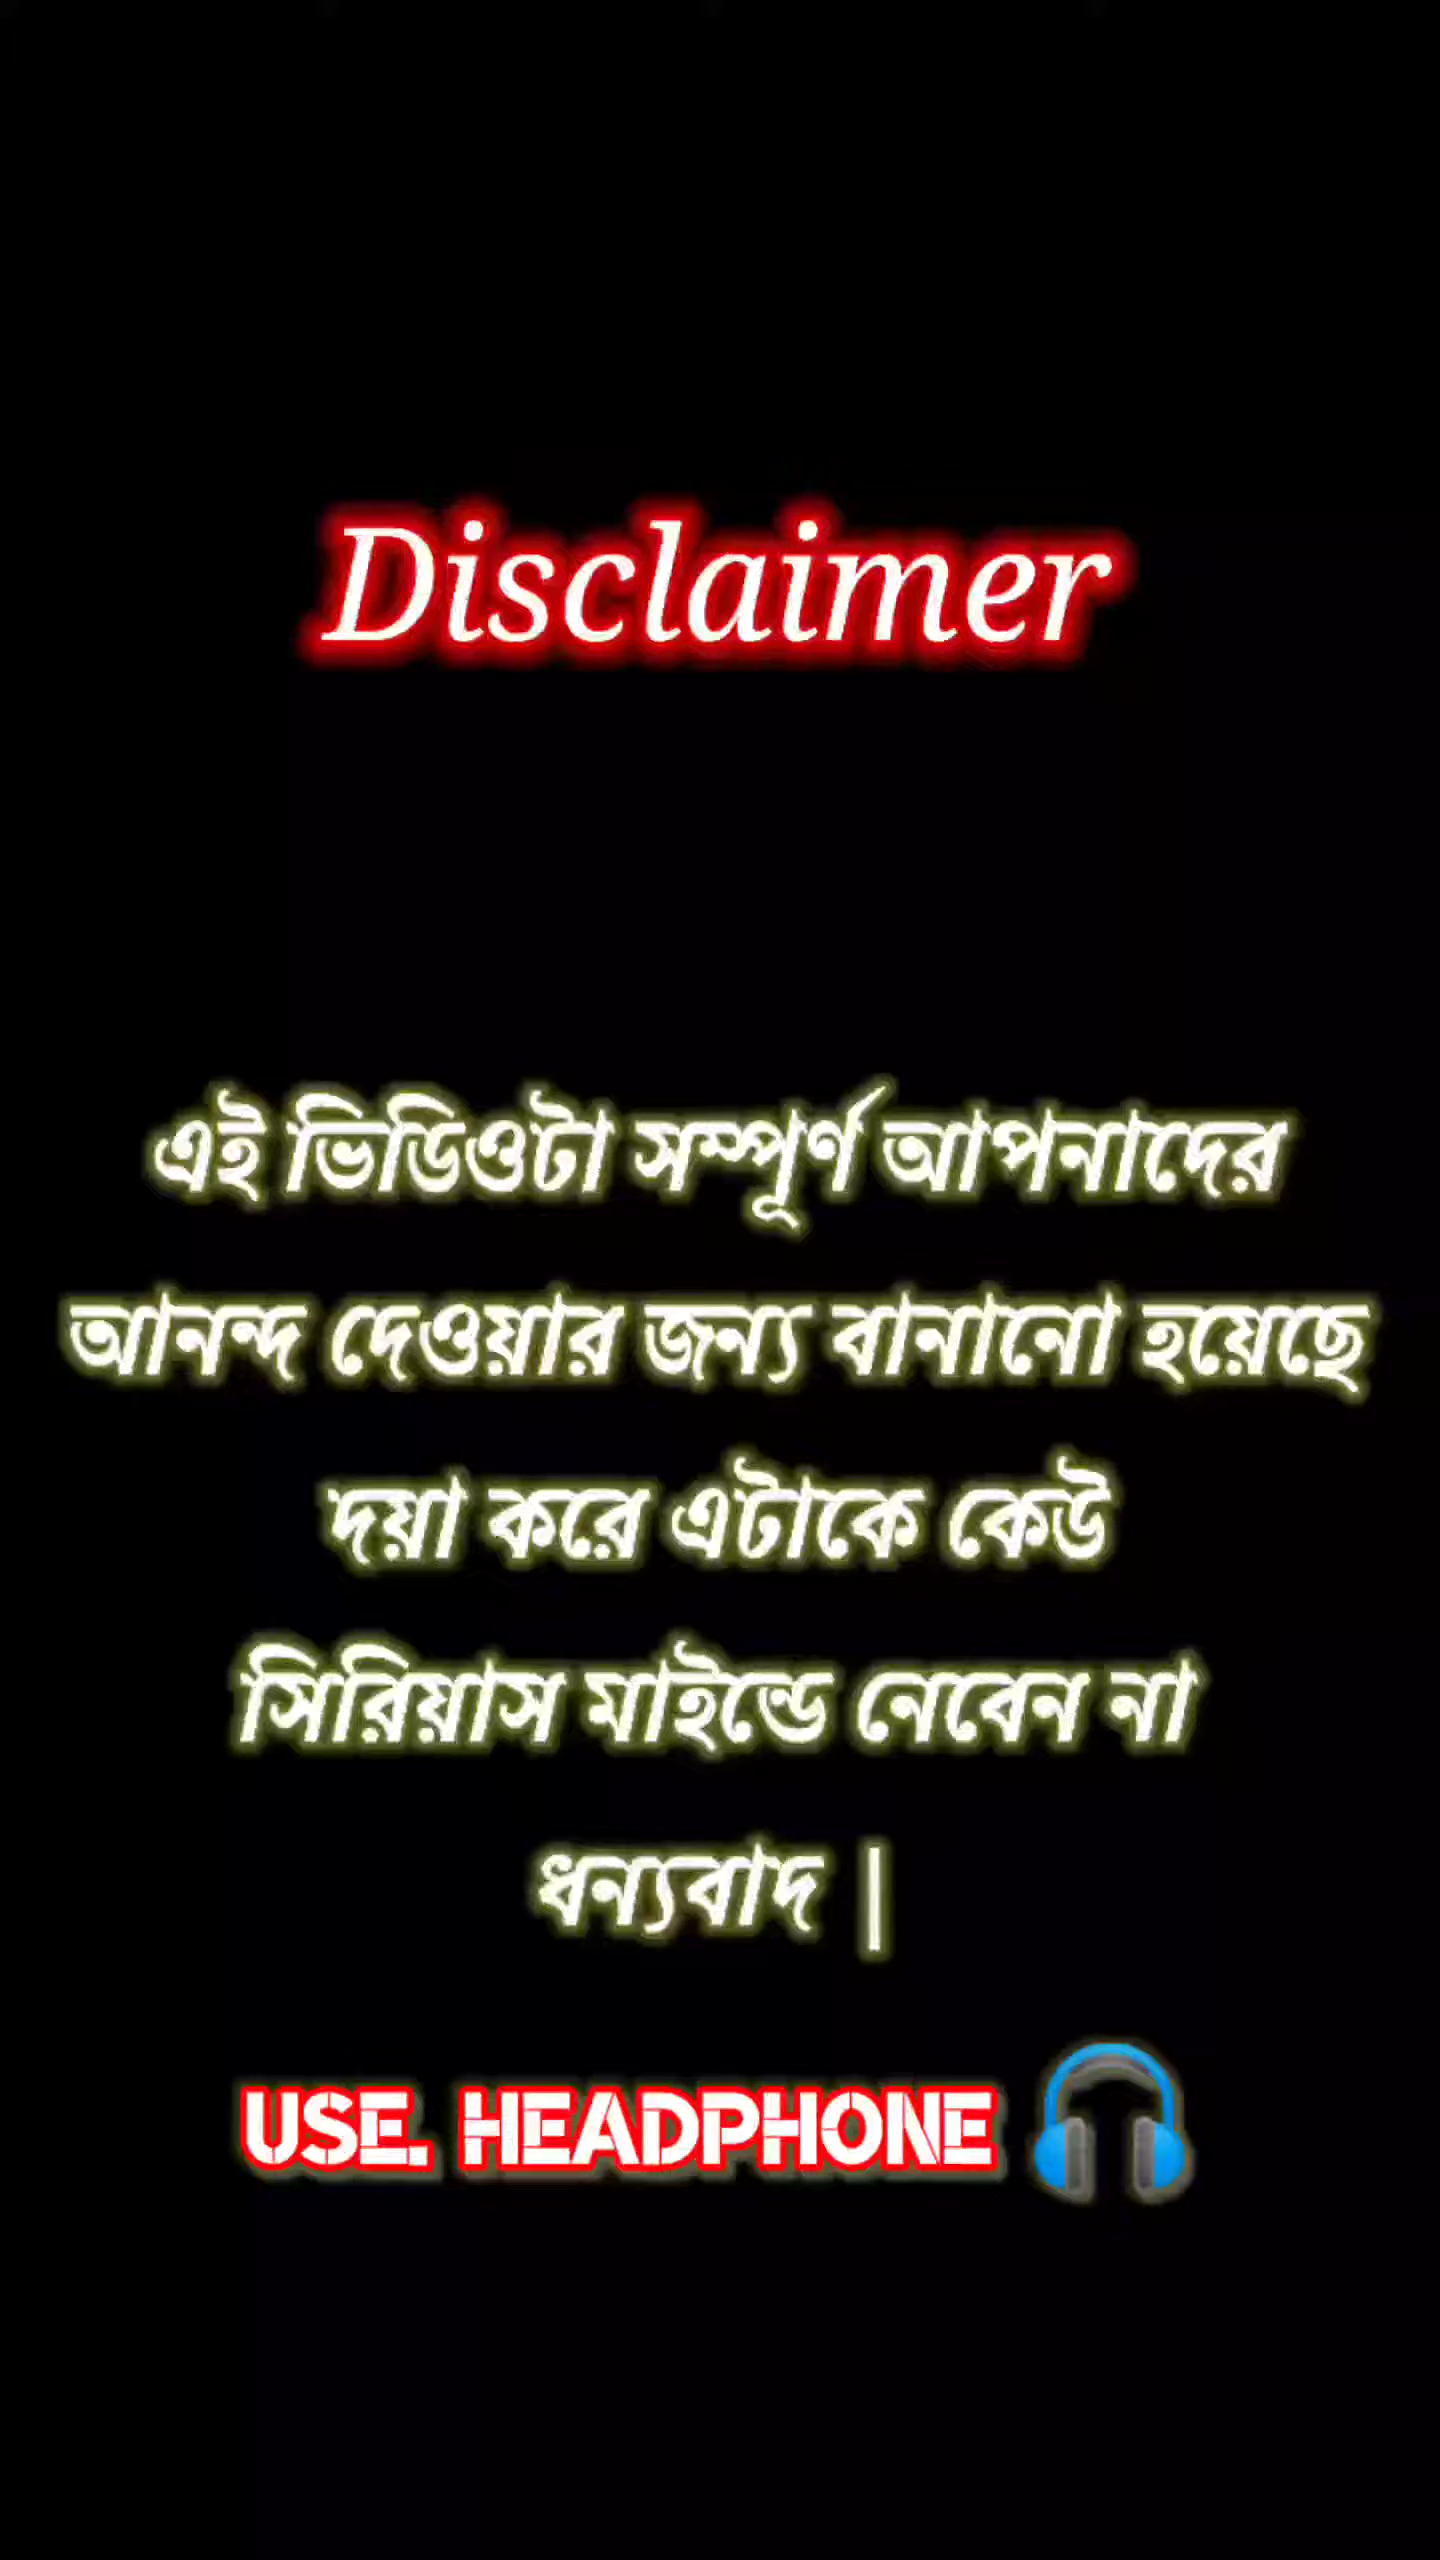 Disclaimer
এই ভিডিওটা সম্পূর্ণ আপনাদের
আনন্দ দেওয়ার জন্য বানানো হয়েছে
দয়া করে এটাকে কেউ
সিরিয়াস মাইন্ডে নেবেন না
ধন্যবাদ |
USE. HEADPHONE 🎧